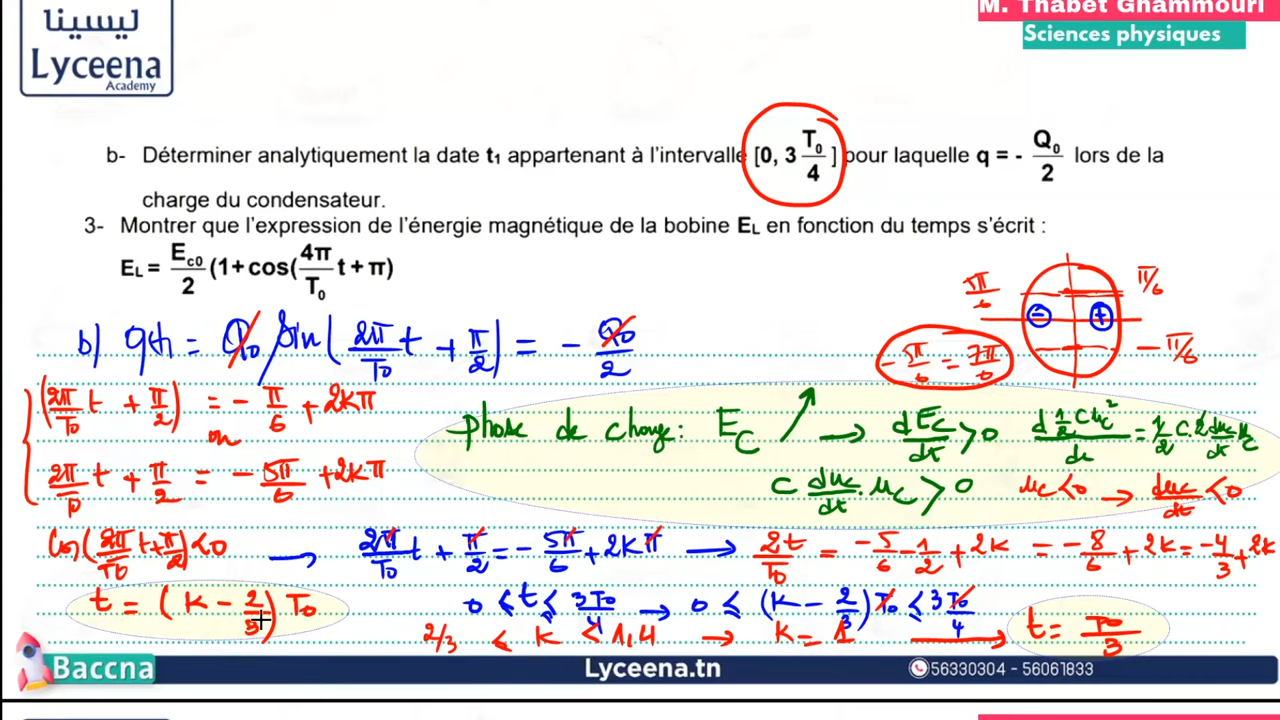 M. Thabet Ghammouri
ليسينا
Lyceena
Academy
Sciences physiques
b- Déterminer analytiquement la date t₁ appartenant à l'intervalle [0, 3 T₀/4 ] pour laquelle q = - Q₀/2 lors de la
charge du condensateur.
3- Montrer que l'expression de l'énergie magnétique de la bobine E_L en fonction du temps s'écrit :
E_L = E_c0/2 (1+cos(4π/T₀ t + π)
5π/6 π/6
- +
b) q(t) = Q₀ sin(2π/T₀ t + π/2) = - Q₀/2
- 5π/6 = 7π/6 - π/6
(2π/T₀ t + π/2) = - π/6 + 2Kπ
ou
2π/T₀ t + π/2 = - 5π/6 + 2Kπ
phase de charge : E_C ↗ → dE_C/dt > 0 d ½ C u_c²/dt = ½ C. 2 du_c/dt u_c
C du_c/dt . u_c > 0 u_c < 0 → du_c/dt < 0
Cos(2π/T₀ t + π/2) < 0 → 2π/T₀ t + π/2 = - 5π/6 + 2Kπ → 2t/T₀ = -5/6 - 1/2 + 2K = -8/6 + 2K = -4/3 + 2K
t = (K - 2/3) T₀ 0 ≤ t ≤ 3T₀/4 → 0 ≤ (K - 2/3) T₀ ≤ 3 T₀/4
2/3 < K < 1,4 → K = 1 → t = T₀/3
Baccna
Lyceena.tn
56330304 - 56061833